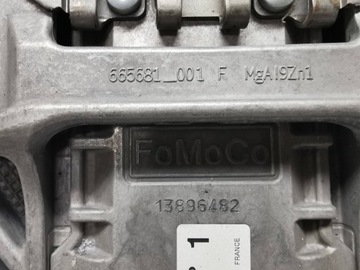 665681_001 F MgAl9Zn1
FoMoCo
13896482
1
FRANCE